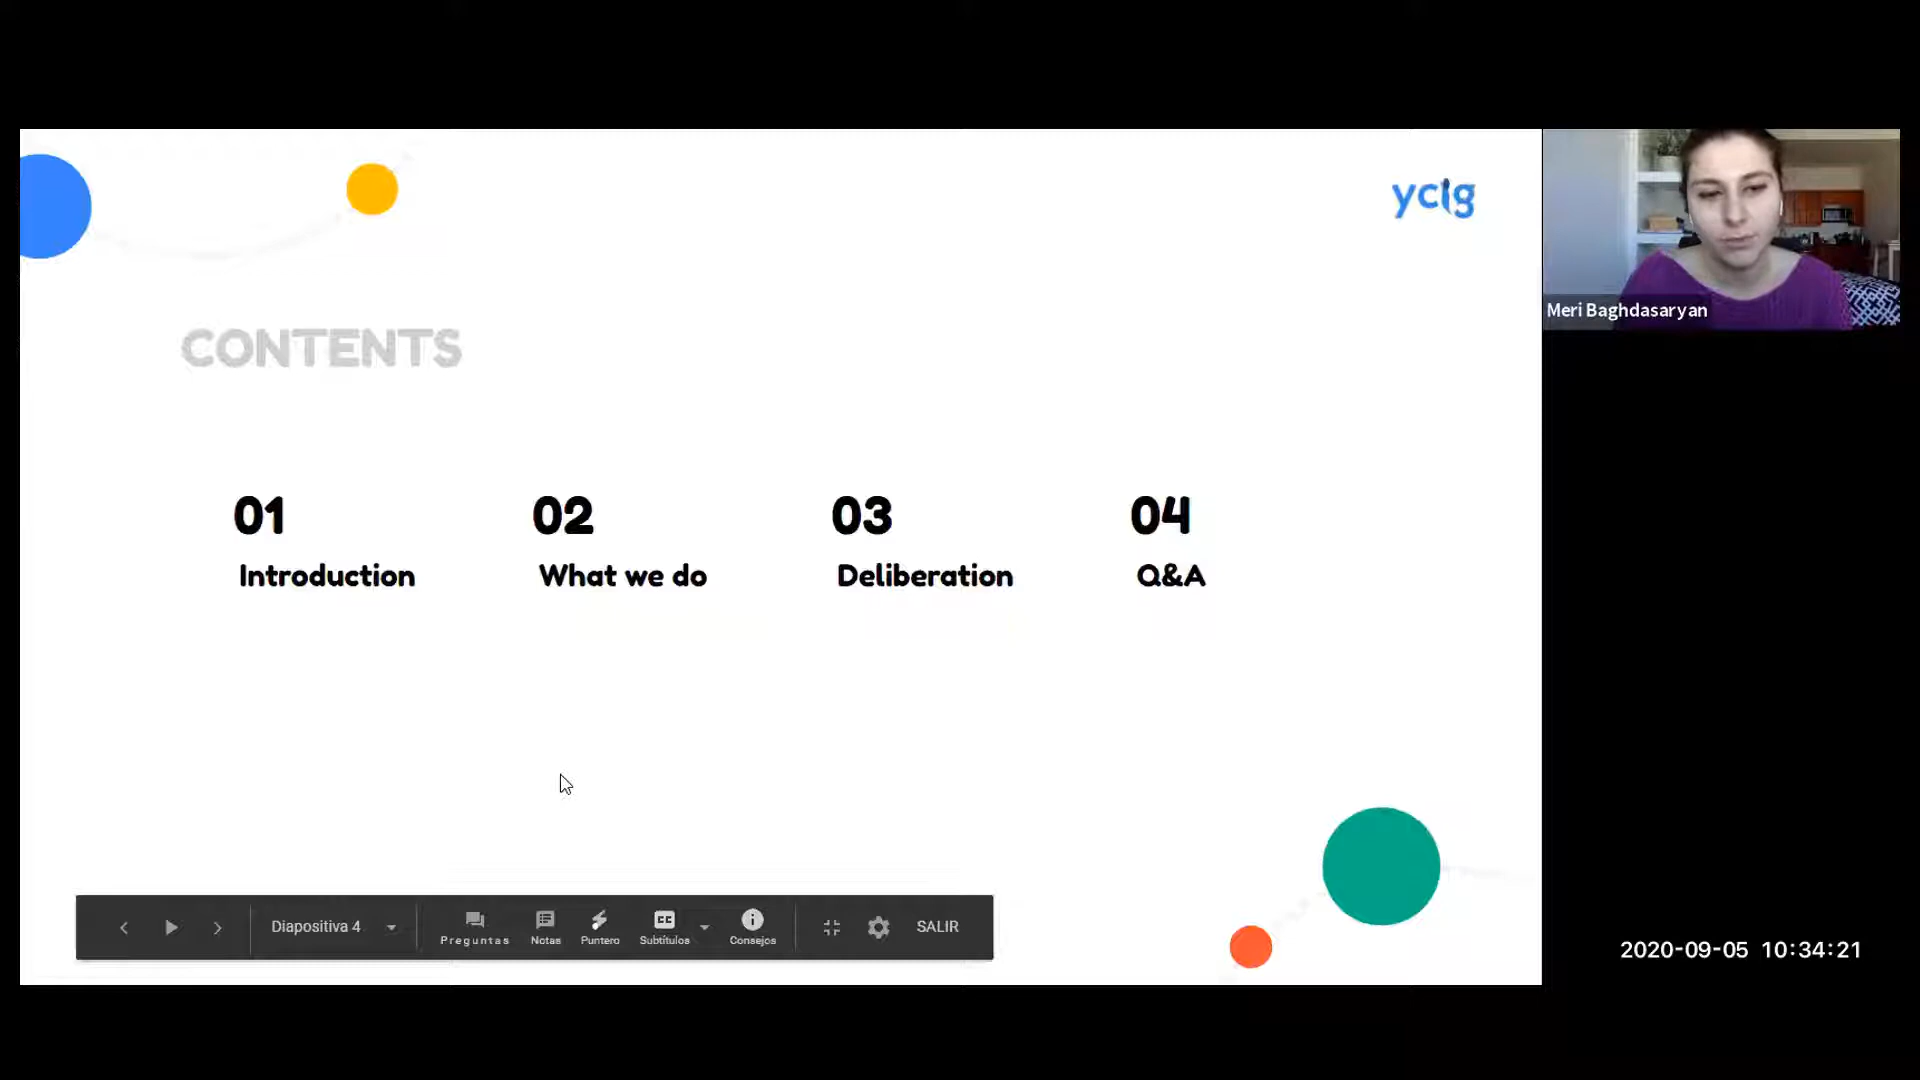 ycig
Meri Baghdasaryan
CONTENTS
01
Introduction
02
What we do
03
Deliberation
04
Q&A
Diapositiva 4
Preguntas
Notas
Puntero
Subtítulos
Consejos
SALIR
2020-09-05 10:34:21